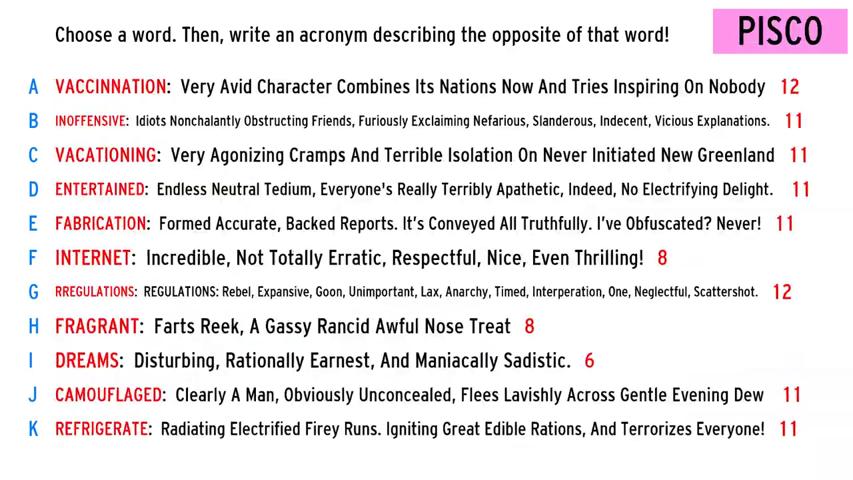 Choose a word. Then, write an acronym describing the opposite of that word!
PISCO
A VACCINNATION: Very Avid Character Combines Its Nations Now And Tries Inspiring On Nobody 12
B INOFFENSIVE: Idiots Nonchalantly Obstructing Friends, Furiously Exclaiming Nefarious, Slanderous, Indecent, Vicious Explanations. 11
C VACATIONING: Very Agonizing Cramps And Terrible Isolation On Never Initiated New Greenland 11
D ENTERTAINED: Endless Neutral Tedium, Everyone's Really Terribly Apathetic, Indeed, No Electrifying Delight. 11
E FABRICATION: Formed Accurate, Backed Reports. It's Conveyed All Truthfully. I've Obfuscated? Never! 11
F INTERNET: Incredible, Not Totally Erratic, Respectful, Nice, Even Thrilling! 8
G RREGULATIONS: REGULATIONS: Rebel, Expansive, Goon, Unimportant, Lax, Anarchy, Timed, Interperation, One, Neglectful, Scattershot. 12
H FRAGRANT: Farts Reek, A Gassy Rancid Awful Nose Treat 8
I DREAMS: Disturbing, Rationally Earnest, And Maniacally Sadistic. 6
J CAMOUFLAGED: Clearly A Man, Obviously Unconcealed, Flees Lavishly Across Gentle Evening Dew 11
K REFRIGERATE: Radiating Electrified Firey Runs. Igniting Great Edible Rations, And Terrorizes Everyone! 11